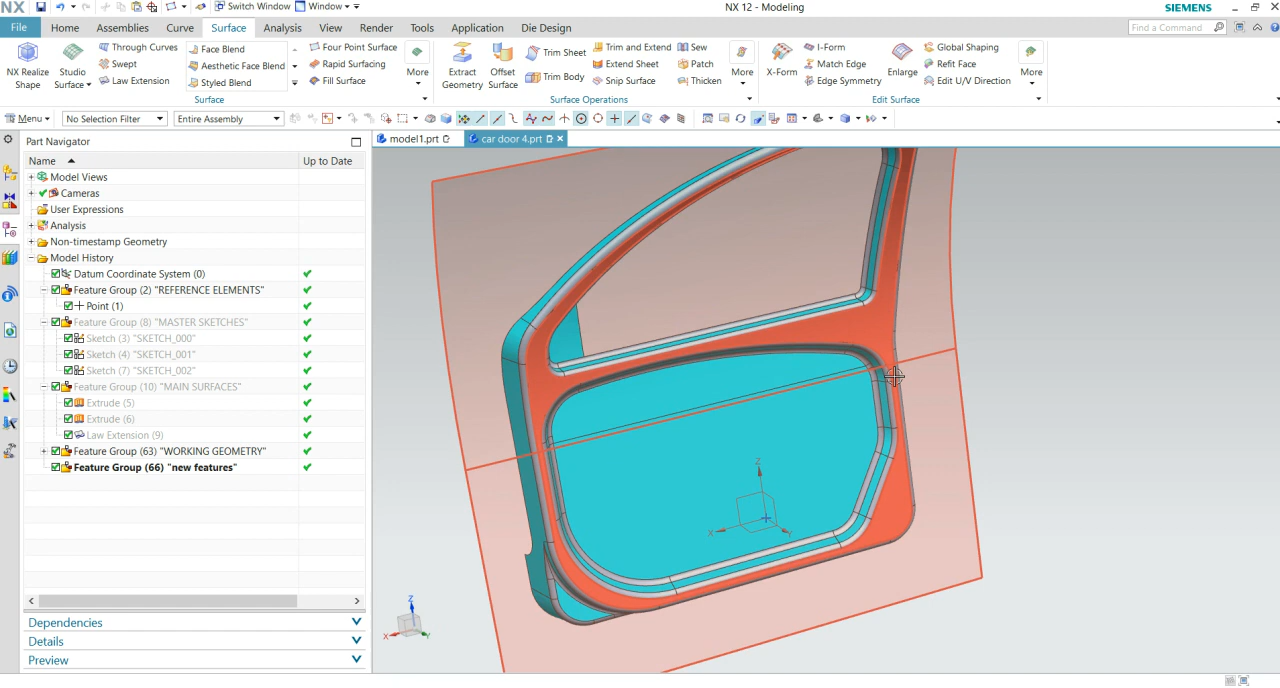 NX Switch Window Window NX 12 - Modeling SIEMENS
File Home Assemblies Curve Surface Analysis View Render Tools Application Die Design Find a Command
NX Realize Shape
Studio Surface
Through Curves
Swept
Law Extension
Face Blend
Aesthetic Face Blend
Styled Blend
Four Point Surface
Rapid Surfacing
Fill Surface
More
Surface
Extract Geometry
Offset Surface
Trim Sheet
Trim Body
Trim and Extend
Extend Sheet
Snip Surface
Sew
Patch
Thicken
More
Surface Operations
X-Form
I-Form
Match Edge
Edge Symmetry
Enlarge
Global Shaping
Refit Face
Edit U/V Direction
More
Edit Surface
Menu No Selection Filter Entire Assembly
Part Navigator
model1.prt car door 4.prt
Name Up to Date
Model Views
Cameras
User Expressions
Analysis
Non-timestamp Geometry
Model History
Datum Coordinate System (0)
Feature Group (2) "REFERENCE ELEMENTS"
Point (1)
Feature Group (8) "MASTER SKETCHES"
Sketch (3) "SKETCH_000"
Sketch (4) "SKETCH_001"
Sketch (7) "SKETCH_002"
Feature Group (10) "MAIN SURFACES"
Extrude (5)
Extrude (6)
Law Extension (9)
Feature Group (63) "WORKING GEOMETRY"
Feature Group (66) "new features"
Dependencies
Details
Preview
Z
X
Y
Z
X
Y